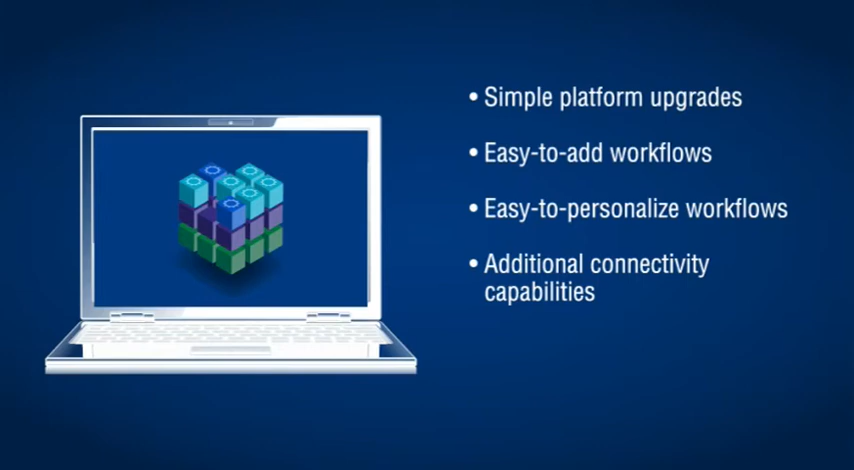 • Simple platform upgrades
• Easy-to-add workflows
• Easy-to-personalize workflows
• Additional connectivity
capabilities